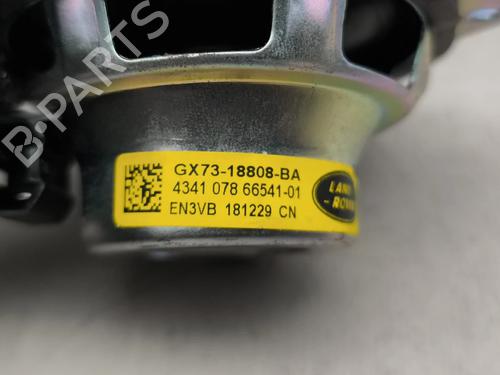 B-PARTS
GX73-18808-BA
4341 078 66541-01
EN3VB 181229 CN
LAND
-ROVER